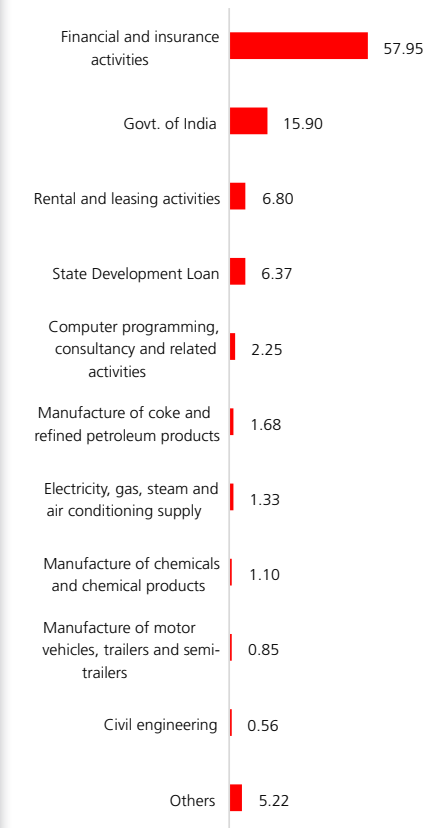 Financial and insurance
activities
57.95
Govt. of India
15.90
Rental and leasing activities
6.80
State Development Loan
6.37
Computer programming,
consultancy and related
activities
2.25
Manufacture of coke and
refined petroleum products
1.68
Electricity, gas, steam and
air conditioning supply
1.33
Manufacture of chemicals
and chemical products
1.10
Manufacture of motor
vehicles, trailers and semi-
trailers
0.85
Civil engineering
0.56
Others
5.22